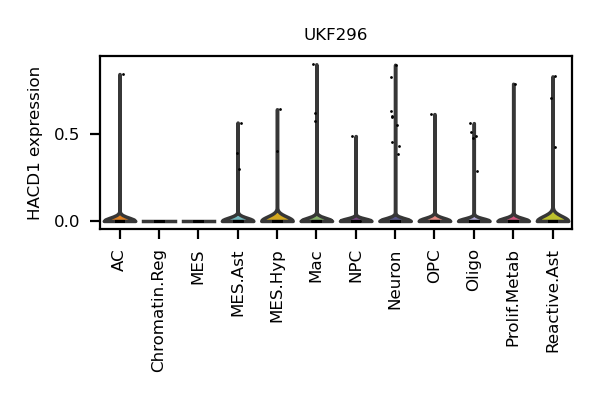 UKF296
HACD1 expression
0.5
0.0
AC
Chromatin.Reg
MES
MES.Ast
MES.Hyp
Mac
NPC
Neuron
OPC
Oligo
Prolif.Metab
Reactive.Ast